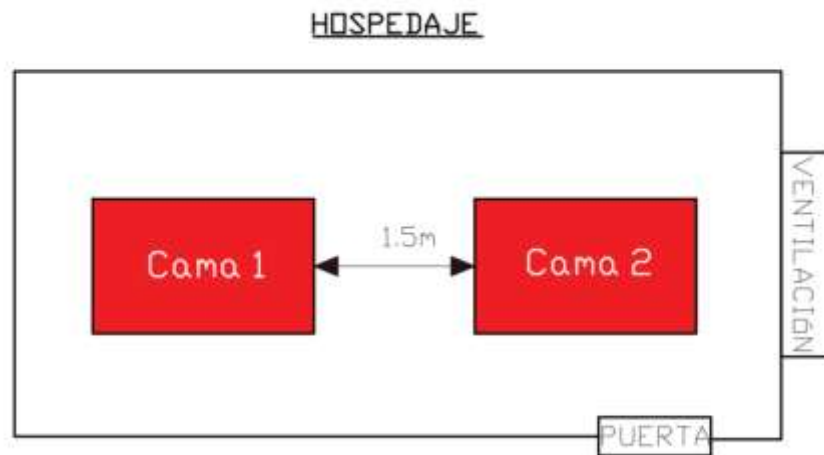 HOSPEDAJE
1.5m
Cama 1
Cama 2
VENTILACIÓN
PUERTA